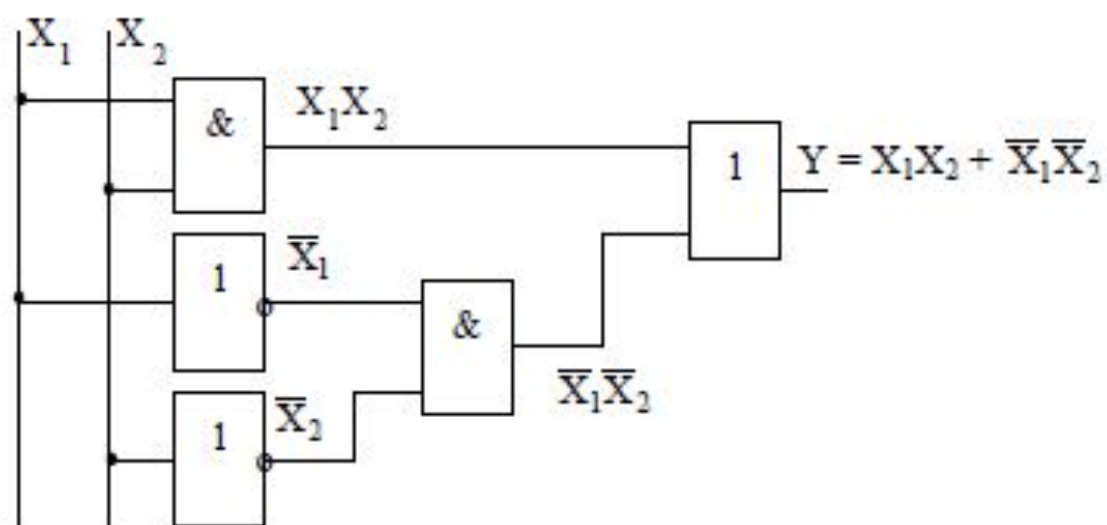 X₁ X₂
&
X₁X₂
1
Y = X₁X₂ + X̅₁X̅₂
1
X̅₁
&
X̅₁X̅₂
1
X̅₂